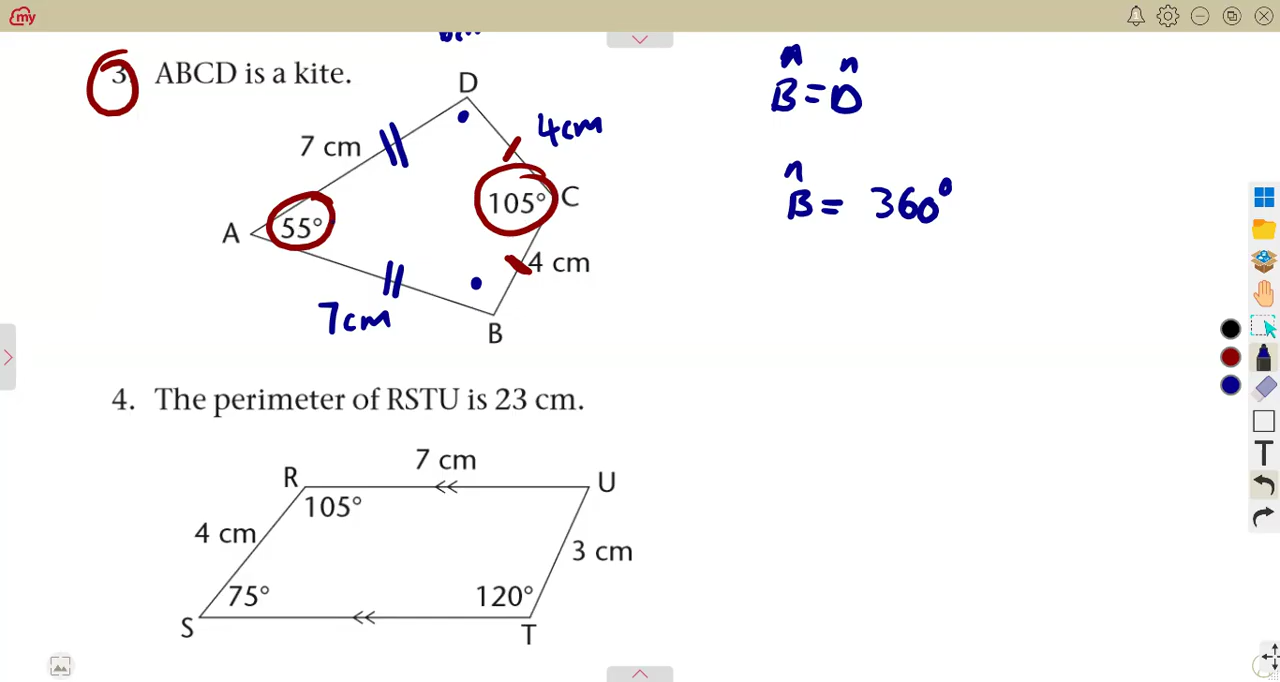 my
3. ABCD is a kite.
D
7 cm
4cm
105°
C
A
55°
4 cm
7cm
B
B̂ = D̂
B̂ = 360°
4. The perimeter of RSTU is 23 cm.
7 cm
R
U
105°
4 cm
3 cm
75°
120°
S
T
T